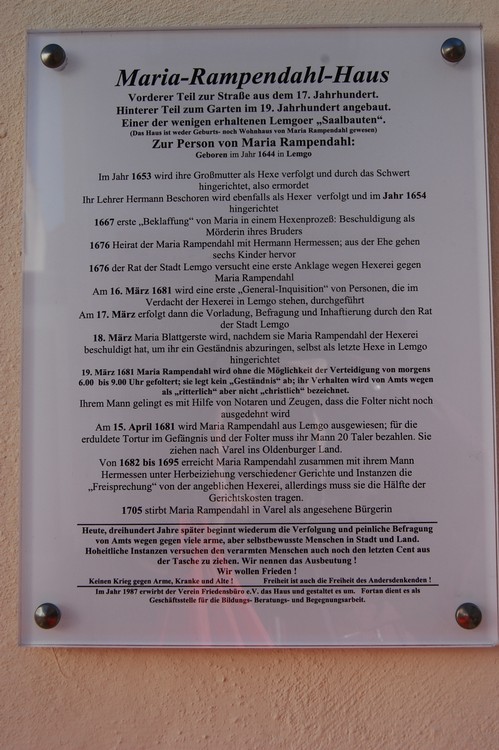 Maria-Rampendahl-Haus
Vorderer Teil zur Straße aus dem 17. Jahrhundert.
Hinterer Teil zum Garten im 19. Jahrhundert angebaut.
Einer der wenigen erhaltenen Lemgoer „Saalbauten“.
(Das Haus ist weder Geburts- noch Wohnhaus von Maria Rampendahl gewesen)
Zur Person von Maria Rampendahl:
Geboren im Jahr 1644 in Lemgo
Im Jahr 1653 wird ihre Großmutter als Hexe verfolgt und durch das Schwert
hingerichtet, also ermordet
Ihr Lehrer Hermann Beschoren wird ebenfalls als Hexer verfolgt und im Jahr 1654
hingerichtet
1667 erste „Beklaffung“ von Maria in einem Hexenprozeß: Beschuldigung als
Mörderin ihres Bruders
1676 Heirat der Maria Rampendahl mit Hermann Hermessen; aus der Ehe gehen
sechs Kinder hervor
1676 der Rat der Stadt Lemgo versucht eine erste Anklage wegen Hexerei gegen
Maria Rampendahl
Am 16. März 1681 wird eine erste „General-Inquisition“ von Personen, die im
Verdacht der Hexerei in Lemgo stehen, durchgeführt
Am 17. März erfolgt dann die Vorladung, Befragung und Inhaftierung durch den Rat
der Stadt Lemgo
18. März Maria Blattgerste wird, nachdem sie Maria Rampendahl der Hexerei
beschuldigt hat, um ihr ein Geständnis abzuringen, selbst als letzte Hexe in Lemgo
hingerichtet
19. März 1681 Maria Rampendahl wird ohne die Möglichkeit der Verteidigung von morgens
6.00 bis 9.00 Uhr gefoltert; sie legt kein „Geständnis“ ab; ihr Verhalten wird von Amts wegen
als „ritterlich“ aber nicht „christlich“ bezeichnet.
Ihrem Mann gelingt es mit Hilfe von Notaren und Zeugen, dass die Folter nicht noch
ausgedehnt wird
Am 15. April 1681 wird Maria Rampendahl aus Lemgo ausgewiesen; für die
erduldete Tortur im Gefängnis und der Folter muss ihr Mann 20 Taler bezahlen. Sie
ziehen nach Varel ins Oldenburger Land.
Von 1682 bis 1695 erreicht Maria Rampendahl zusammen mit ihrem Mann
Hermessen unter Herbeiziehung verschiedener Gerichte und Instanzen die
„Freisprechung“ von der angeblichen Hexerei, allerdings muss sie die Hälfte der
Gerichtskosten tragen.
1705 stirbt Maria Rampendahl in Varel als angesehene Bürgerin
Heute, dreihundert Jahre später beginnt wiederum die Verfolgung und peinliche Befragung
von Amts wegen gegen viele arme, aber selbstbewusste Menschen in Stadt und Land.
Hoheitliche Instanzen versuchen den verarmten Menschen auch noch den letzten Cent aus
der Tasche zu ziehen. Wir nennen das Ausbeutung !
Wir wollen Frieden !
Keinen Krieg gegen Arme, Kranke und Alte ! Freiheit ist auch die Freiheit des Andersdenkenden !
Im Jahr 1987 erwirbt der Verein Friedensbüro e.V. das Haus und gestaltet es um. Fortan dient es als
Geschäftstelle für die Bildungs- Beratungs- und Begegnungsarbeit.